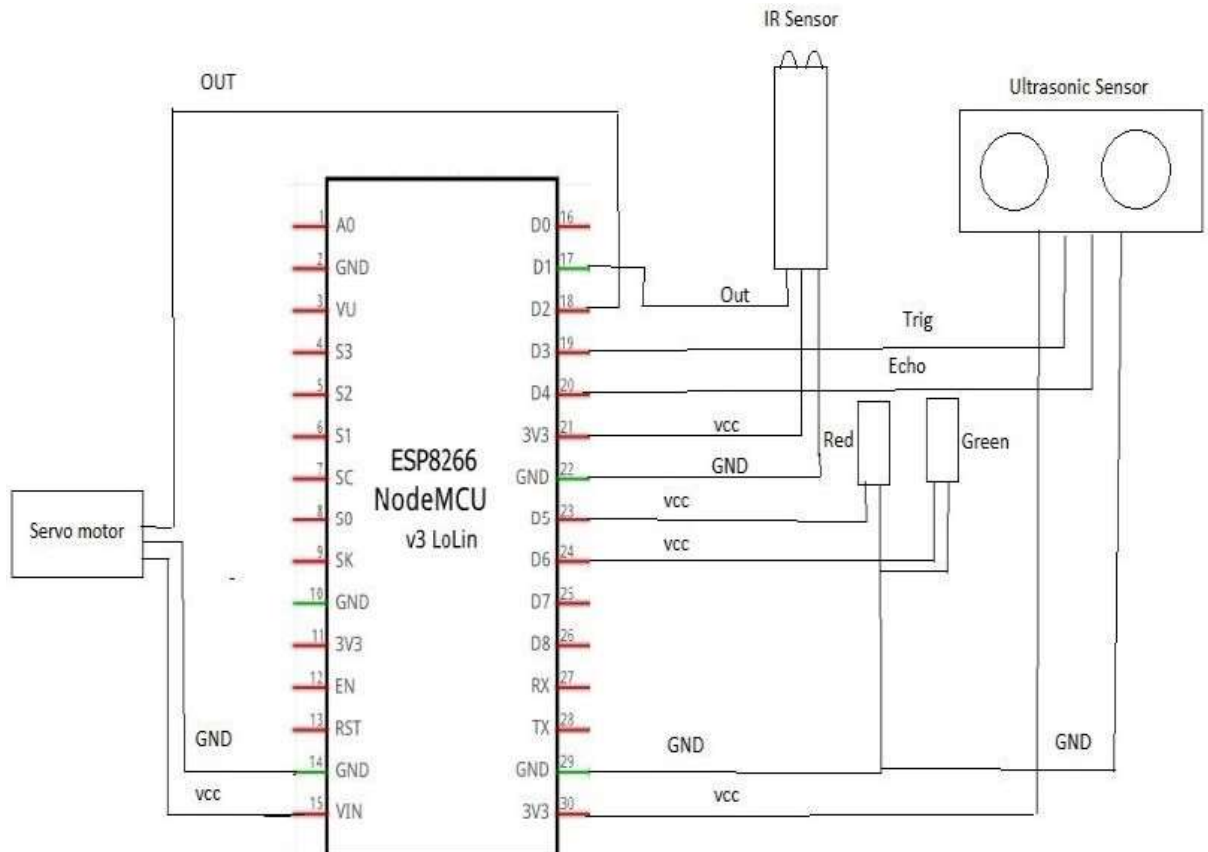 IR Sensor
OUT
Ultrasonic Sensor
1 A0
2 GND
3 VU
4 S3
5 S2
6 S1
7 SC
8 S0
9 SK
10 GND
11 3V3
12 EN
13 RST
14 GND
15 VIN
ESP8266
NodeMCU
v3 LoLin
D0 16
D1 17
D2 18
D3 19
D4 20
3V3 21
GND 22
D5 23
D6 24
D7 25
D8 26
RX 27
TX 28
GND 29
3V3 30
Out
Trig
Echo
vcc
Red
Green
GND
vcc
vcc
Servo motor
GND
vcc
GND
GND
vcc